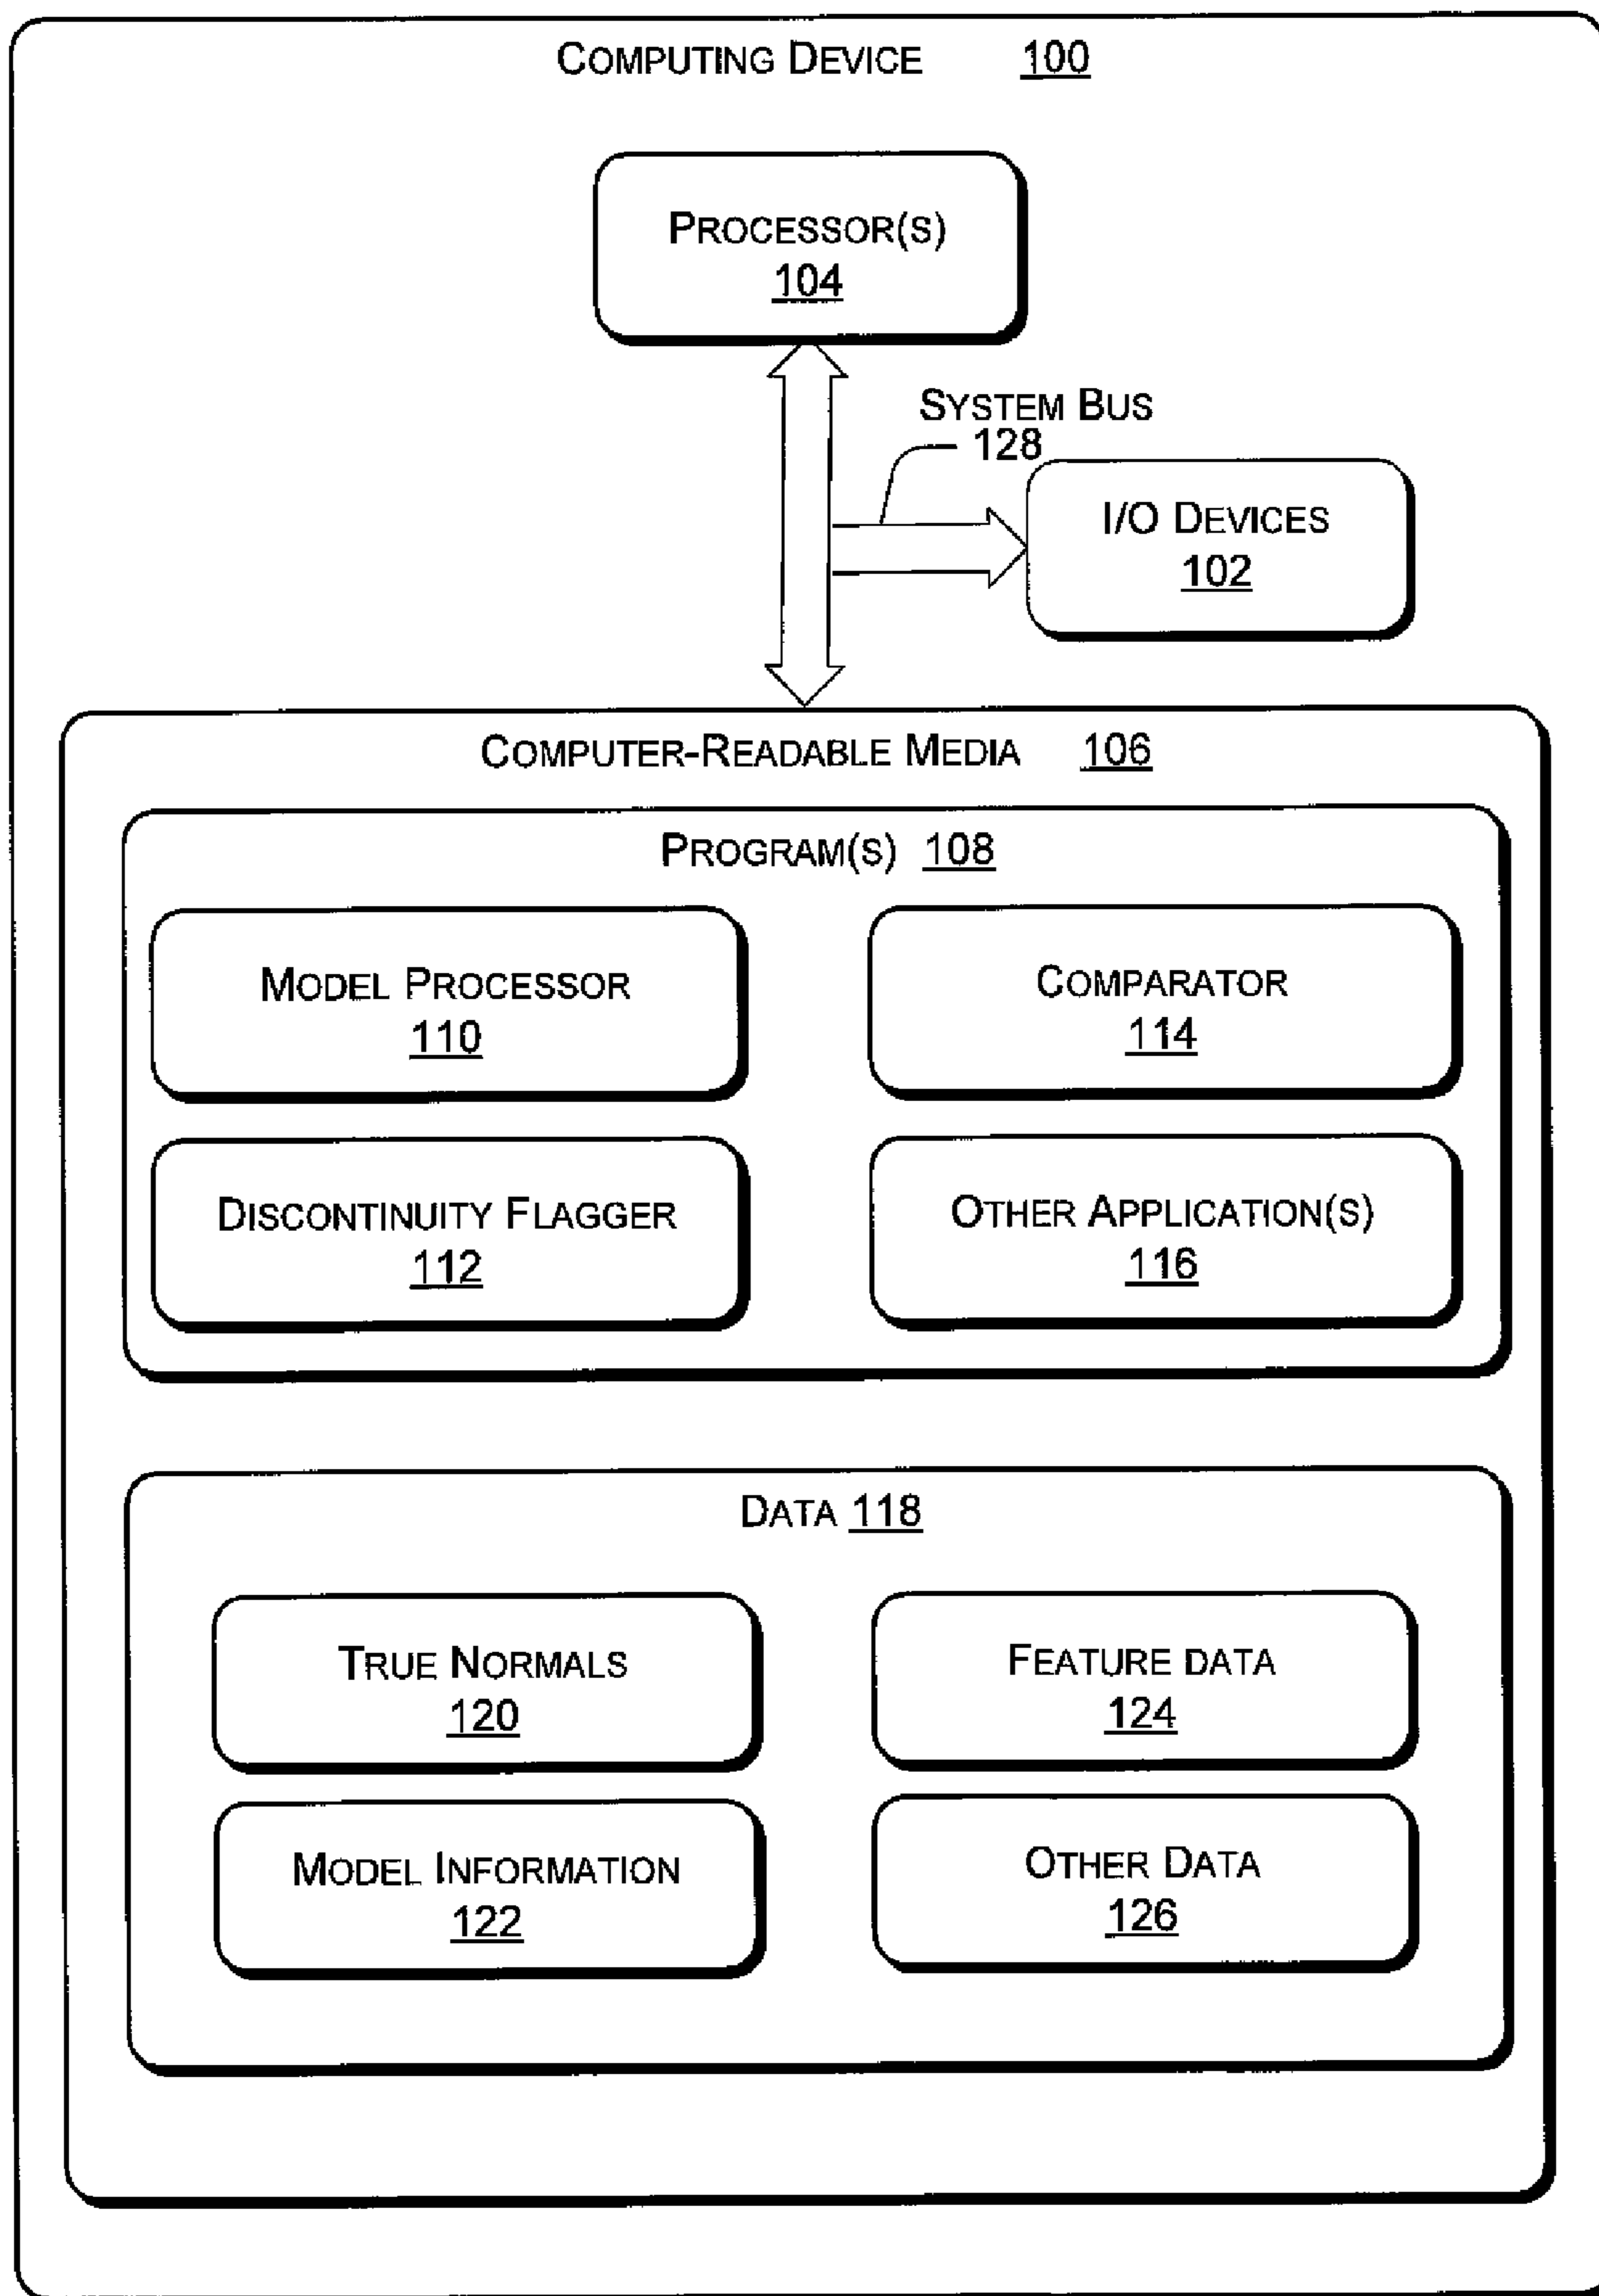 COMPUTING DEVICE 100
PROCESSOR(S)
104
SYSTEM BUS
128
I/O DEVICES
102
COMPUTER-READABLE MEDIA 106
PROGRAM(S) 108
MODEL PROCESSOR
110
COMPARATOR
114
DISCONTINUITY FLAGGER
112
OTHER APPLICATION(S)
116
DATA 118
TRUE NORMALS
120
FEATURE DATA
124
MODEL INFORMATION
122
OTHER DATA
126